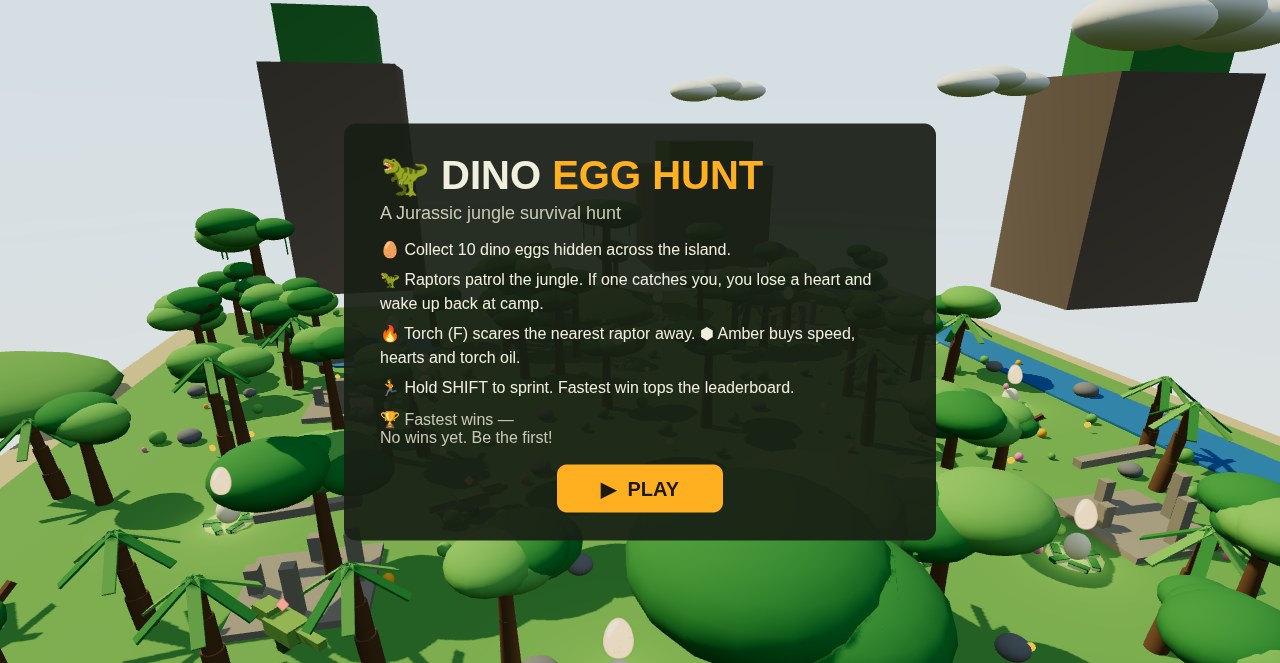 🦖 DINO EGG HUNT
A Jurassic jungle survival hunt
🥚 Collect 10 dino eggs hidden across the island.
🦖 Raptors patrol the jungle. If one catches you, you lose a heart and
wake up back at camp.
🔥 Torch (F) scares the nearest raptor away. ⬢ Amber buys speed,
hearts and torch oil.
🏃 Hold SHIFT to sprint. Fastest win tops the leaderboard.
🏆 Fastest wins —
No wins yet. Be the first!
▶ PLAY